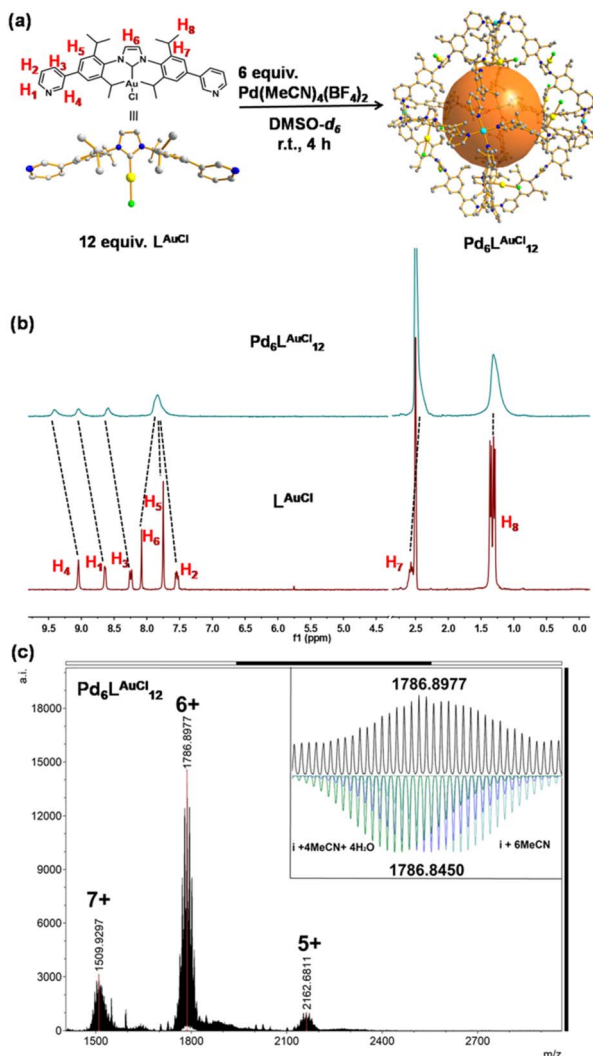 (a)
H₈
H₅
H₆
H₇
H₂
H₃
N
N
H₁
H₄
N
Au
Cl
N
6 equiv.
Pd(MeCN)₄(BF₄)₂
DMSO-d₆
r.t., 4 h
12 equiv. Lᴬᵘᶜˡ
Pd₆Lᴬᵘᶜˡ₁₂
(b)
Pd₆Lᴬᵘᶜˡ₁₂
Lᴬᵘᶜˡ
H₄
H₁
H₃
H₆
H₅
H₂
H₇
H₈
9.5 9.0 8.5 8.0 7.5 7.0 6.5 6.0 5.5 5.0 4.5 2.5 2.0 1.5 1.0 0.5 0.0
f1 (ppm)
(c)
a.i.
Pd₆Lᴬᵘᶜˡ₁₂
6+
1786.8977
7+
1509.9297
5+
2162.6811
1786.8977
i +4MeCN+ 4H₂O
i + 6MeCN
1786.8450
18000
15000
12000
9000
6000
3000
0
1500 1800 2100 2400 2700
m/z